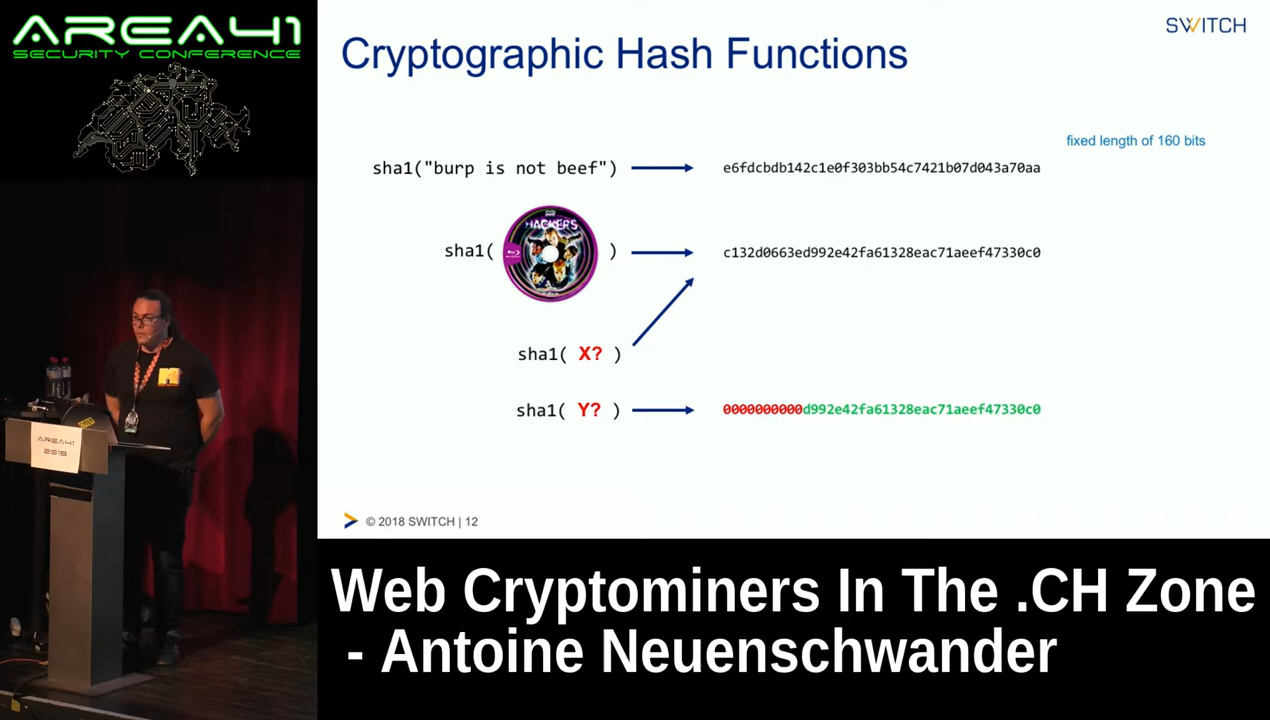 AREA41
SECURITY CONFERENCE
SWITCH
Cryptographic Hash Functions
fixed length of 160 bits
sha1("burp is not beef")
e6fdcbdb142c1e0f303bb54c7421b07d043a70aa
HACKERS
sha1( )
c132d0663ed992e42fa61328eac71aeef47330c0
sha1( X? )
sha1( Y? )
0000000000d992e42fa61328eac71aeef47330c0
AREA41
2018
© 2018 SWITCH | 12
Web Cryptominers In The .CH Zone
- Antoine Neuenschwander